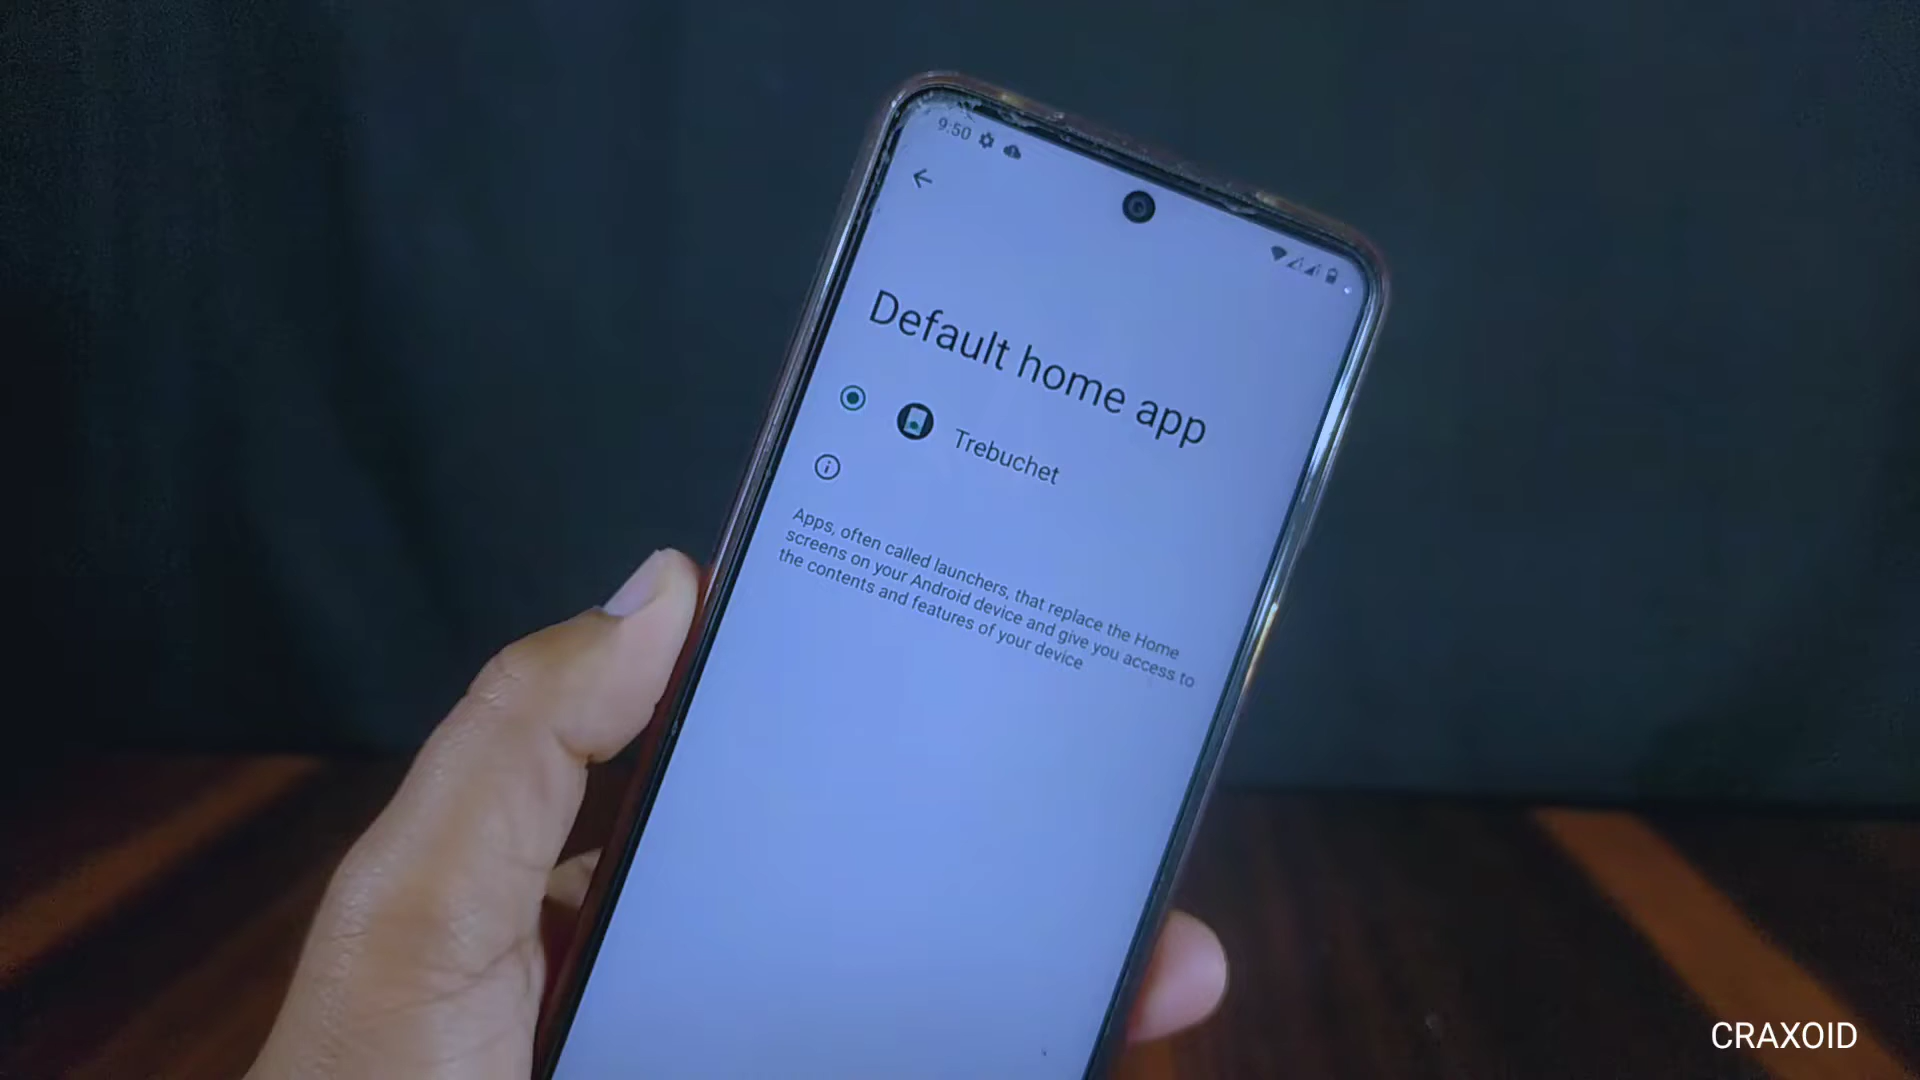 9:50
Default home app
Trebuchet
Apps, often called launchers, that replace the Home
screens on your Android device and give you access to
the contents and features of your device
CRAXOID